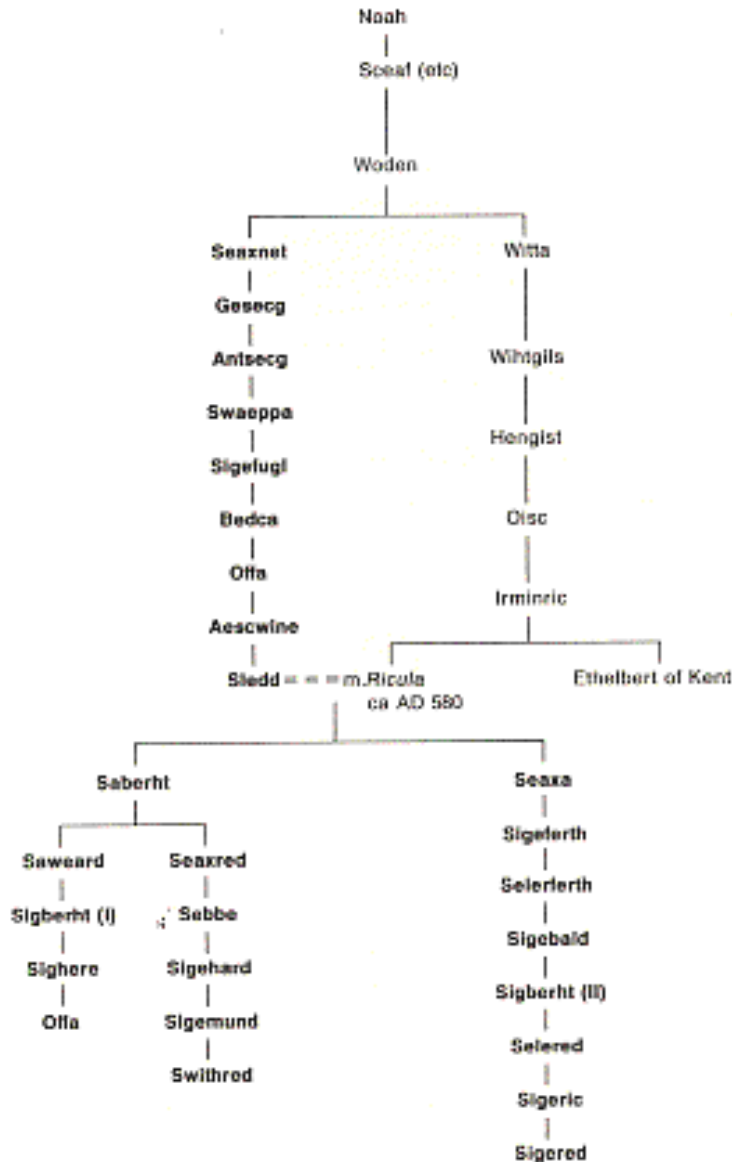 Noah
Sceaf (etc)
Woden
Seaxnet Witta
Gesecg
Antsecg Wihtgils
Swaeppa
Hengist
Sigefugl
Bedca Oisc
Offa
Irminric
Aescwine
Sledd = = = m.Ricula Ethelbert of Kent
ca AD 580
Saberht Seaxa
Sigeferth
Saweard Seaxred
Selerferth
Sigberht (I) Sebbe
Sigebald
Sighere Sigehard
Sigberht (II)
Offa Sigemund
Selered
Swithred
Sigeric
Sigered